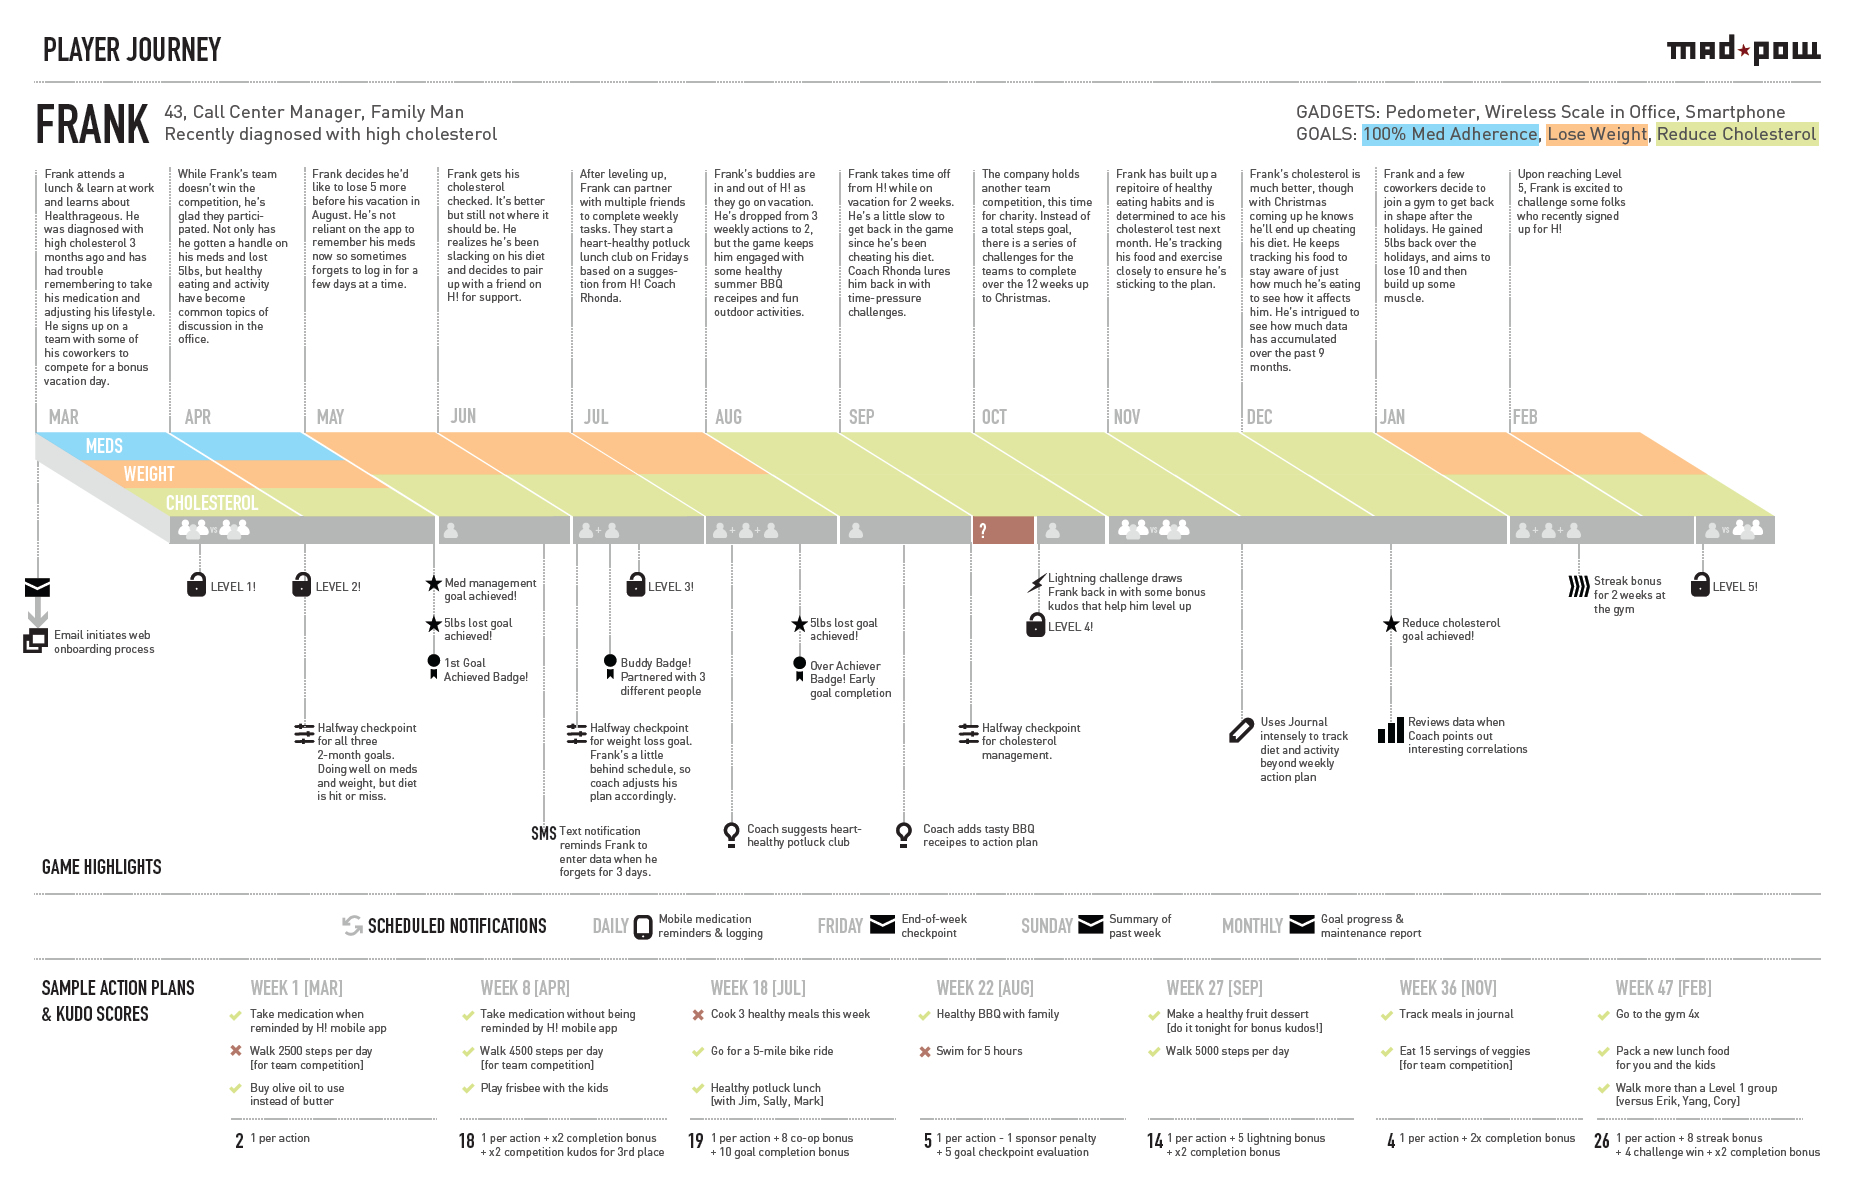 PLAYER JOURNEY
mad★pow
FRANK
43, Call Center Manager, Family Man
Recently diagnosed with high cholesterol
GADGETS: Pedometer, Wireless Scale in Office, Smartphone
GOALS: 100% Med Adherence, Lose Weight, Reduce Cholesterol
Frank attends a
lunch & learn at work
and learns about
Healthrageous. He
was diagnosed with
high cholesterol 3
months ago and has
had trouble
remembering to take
his medication and
adjusting his lifestyle.
He signs up on a
team with some of
his coworkers to
compete for a bonus
vacation day.
While Frank's team
doesn't win the
competition, he's
glad they partici-
pated. Not only has
he gotten a handle on
his meds and lost
5lbs, but healthy
eating and activity
have become
common topics of
discussion in the
office.
Frank decides he'd
like to lose 5 more
before his vacation in
August. He's not
reliant on the app to
remember his meds
now so sometimes
forgets to log in for a
few days at a time.
Frank gets his
cholesterol
checked. It's better
but still not where it
should be. He
realizes he's been
slacking on his diet
and decides to pair
up with a friend on
H! for support.
After leveling up,
Frank can partner
with multiple friends
to complete weekly
tasks. They start a
heart-healthy potluck
lunch club on Fridays
based on a sugges-
tion from H! Coach
Rhonda.
Frank's buddies are
in and out of H! as
they go on vacation.
He's dropped from 3
weekly actions to 2,
but the game keeps
him engaged with
some healthy
summer BBQ
receipes and fun
outdoor activities.
Frank takes time off
from H! while on
vacation for 2 weeks.
He's a little slow to
get back in the game
since he's been
cheating his diet.
Coach Rhonda lures
him back in with
time-pressure
challenges.
The company holds
another team
competition, this time
for charity. Instead of
a total steps goal,
there is a series of
challenges for the
teams to complete
over the 12 weeks up
to Christmas.
Frank has built up a
repitoire of healthy
eating habits and is
determined to ace his
cholesterol test next
month. He's tracking
his food and exercise
closely to ensure he's
sticking to the plan.
Frank's cholesterol is
much better, though
with Christmas
coming up he knows
he'll end up cheating
his diet. He keeps
tracking his food to
stay aware of just
how much he's eating
to see how it affects
him. He's intrigued to
see how much data
has accumulated
over the past 9
months.
Frank and a few
coworkers decide to
join a gym to get back
in shape after the
holidays. He gained
5lbs back over the
holidays, and aims to
lose 10 and then
build up some
muscle.
Upon reaching Level
5, Frank is excited to
challenge some folks
who recently signed
up for H!
MAR
APR
MAY
JUN
JUL
AUG
SEP
OCT
NOV
DEC
JAN
FEB
MEDS
WEIGHT
CHOLESTEROL
VS
+
+ +
?
VS
+ +
VS
Email initiates web
onboarding process
LEVEL 1!
LEVEL 2!
Halfway checkpoint
for all three
2-month goals.
Doing well on meds
and weight, but diet
is hit or miss.
Med management
goal achieved!
5lbs lost goal
achieved!
1st Goal
Achieved Badge!
SMS
Text notification
reminds Frank to
enter data when he
forgets for 3 days.
Halfway checkpoint
for weight loss goal.
Frank's a little
behind schedule, so
coach adjusts his
plan accordingly.
Buddy Badge!
Partnered with 3
different people
LEVEL 3!
Coach suggests heart-
healthy potluck club
5lbs lost goal
achieved!
Over Achiever
Badge! Early
goal completion
Coach adds tasty BBQ
receipes to action plan
Halfway checkpoint
for cholesterol
management.
Lightning challenge draws
Frank back in with some bonus
kudos that help him level up
LEVEL 4!
Uses Journal
intensely to track
diet and activity
beyond weekly
action plan
Reduce cholesterol
goal achieved!
Reviews data when
Coach points out
interesting correlations
Streak bonus
for 2 weeks at
the gym
LEVEL 5!
GAME HIGHLIGHTS
SCHEDULED NOTIFICATIONS
DAILY
Mobile medication
reminders & logging
FRIDAY
End-of-week
checkpoint
SUNDAY
Summary of
past week
MONTHLY
Goal progress &
maintenance report
SAMPLE ACTION PLANS
& KUDO SCORES
WEEK 1 [MAR]
Take medication when
reminded by H! mobile app
Walk 2500 steps per day
[for team competition]
Buy olive oil to use
instead of butter
2 1 per action
WEEK 8 [APR]
Take medication without being
reminded by H! mobile app
Walk 4500 steps per day
[for team competition]
Play frisbee with the kids
18 1 per action + x2 completion bonus
+ x2 competition kudos for 3rd place
WEEK 18 [JUL]
Cook 3 healthy meals this week
Go for a 5-mile bike ride
Healthy potluck lunch
[with Jim, Sally, Mark]
19 1 per action + 8 co-op bonus
+ 10 goal completion bonus
WEEK 22 [AUG]
Healthy BBQ with family
Swim for 5 hours
5 1 per action - 1 sponsor penalty
+ 5 goal checkpoint evaluation
WEEK 27 [SEP]
Make a healthy fruit dessert
[do it tonight for bonus kudos!]
Walk 5000 steps per day
14 1 per action + 5 lightning bonus
+ x2 completion bonus
WEEK 36 [NOV]
Track meals in journal
Eat 15 servings of veggies
[for team competition]
4 1 per action + 2x completion bonus
WEEK 47 [FEB]
Go to the gym 4x
Pack a new lunch food
for you and the kids
Walk more than a Level 1 group
[versus Erik, Yang, Cory]
26 1 per action + 8 streak bonus
+ 4 challenge win + x2 completion bonus